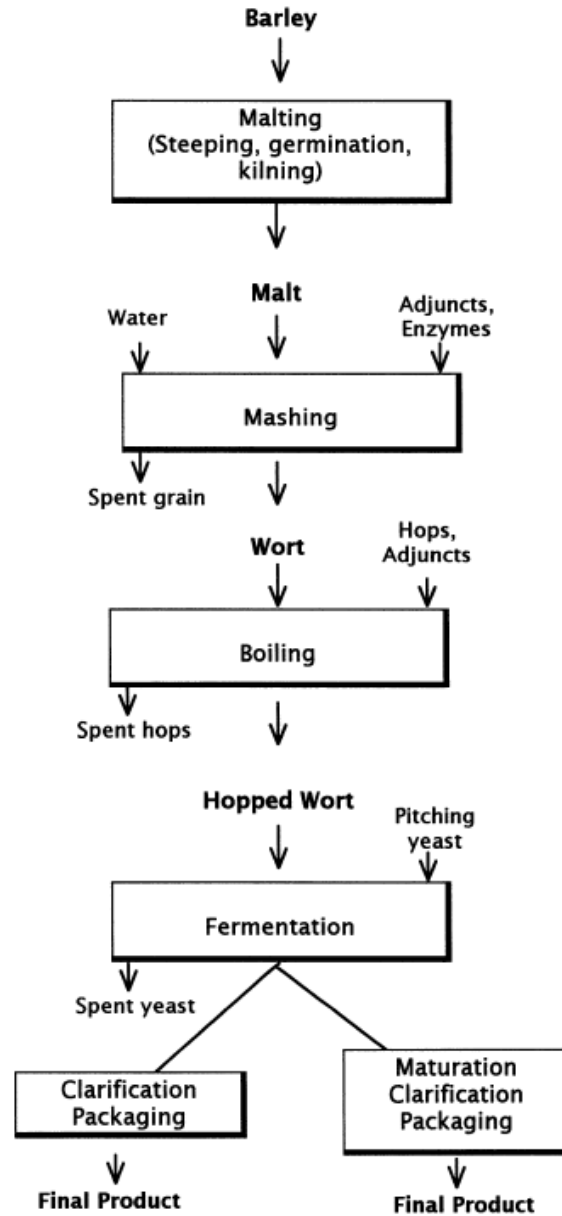 Barley
Malting
(Steeping, germination,
kilning)
Malt
Water
Adjuncts,
Enzymes
Mashing
Spent grain
Wort
Hops,
Adjuncts
Boiling
Spent hops
Hopped Wort
Pitching
yeast
Fermentation
Spent yeast
Clarification
Packaging
Maturation
Clarification
Packaging
Final Product
Final Product